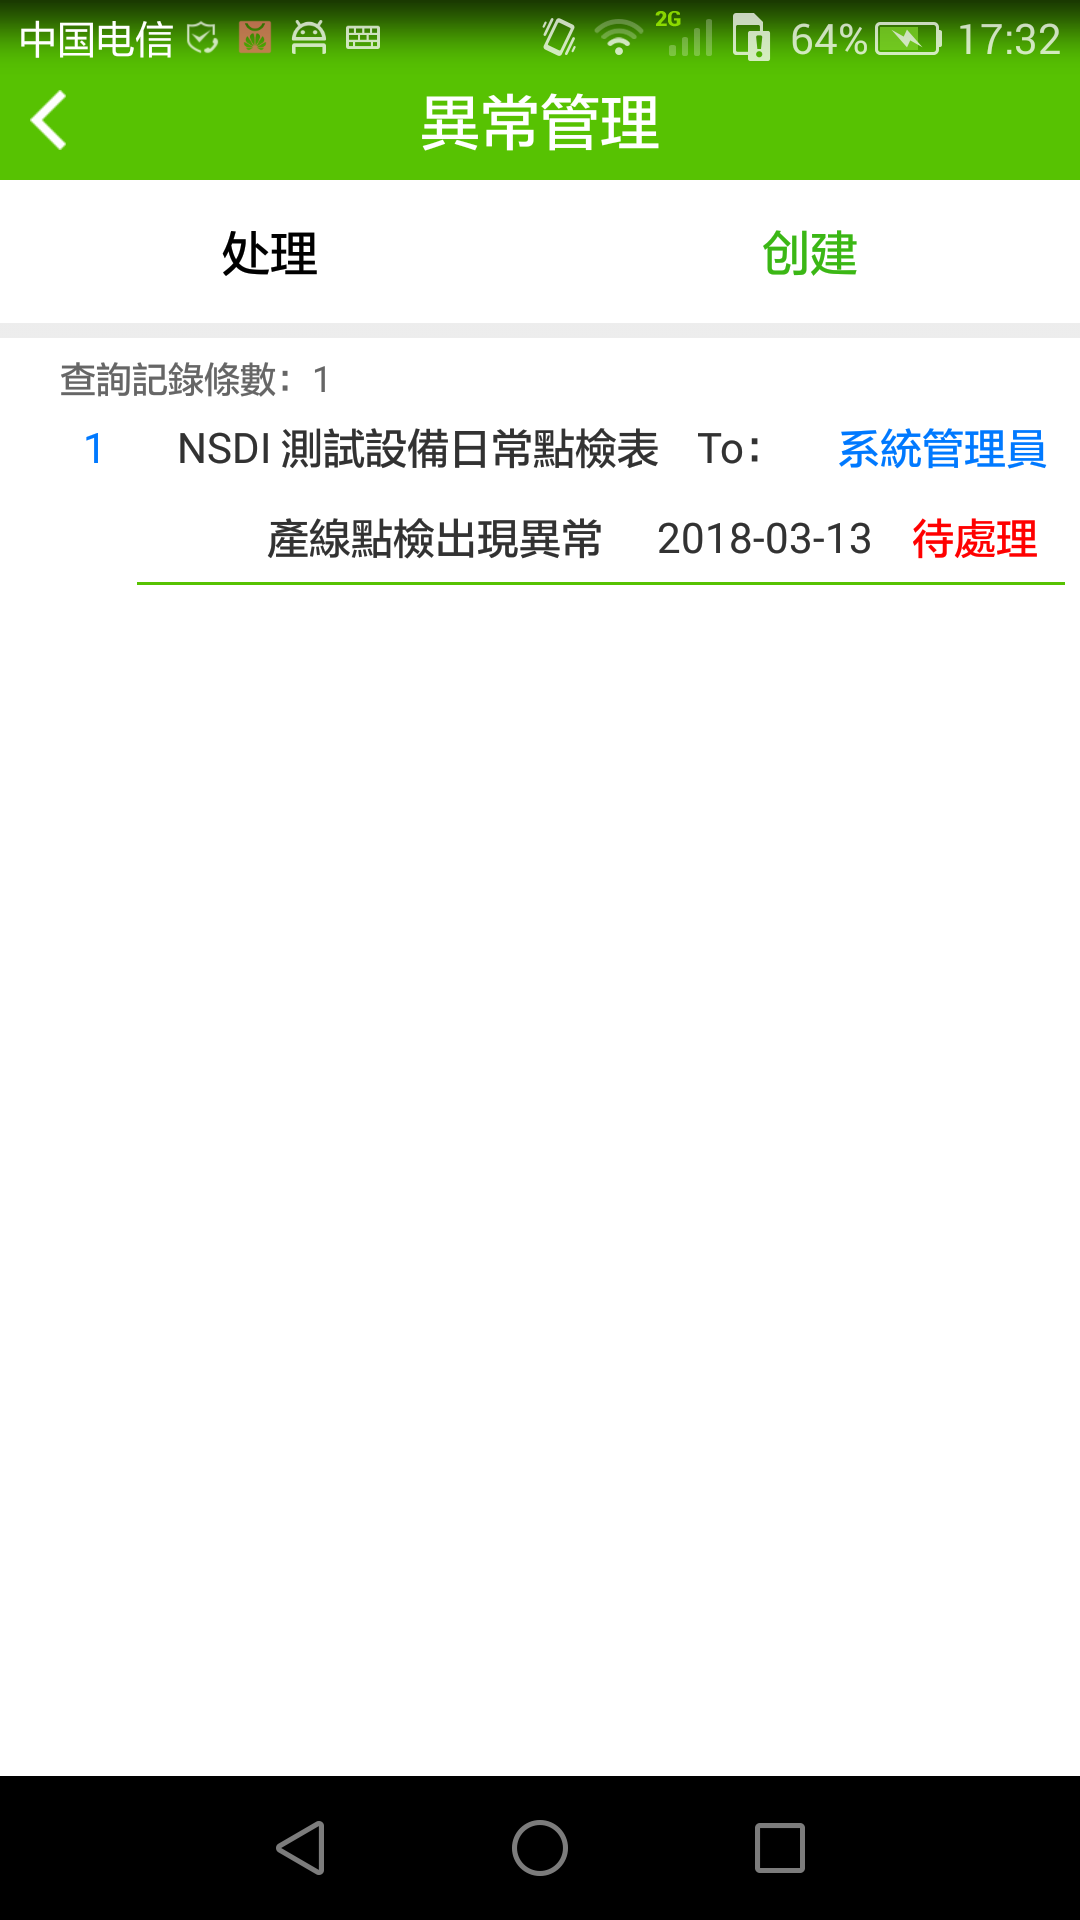 中国电信 2G 64% 17:32
異常管理
处理 创建
查詢記錄條數：1
1 NSDI 測試設備日常點檢表 To： 系統管理員
產線點檢出現異常 2018-03-13 待處理